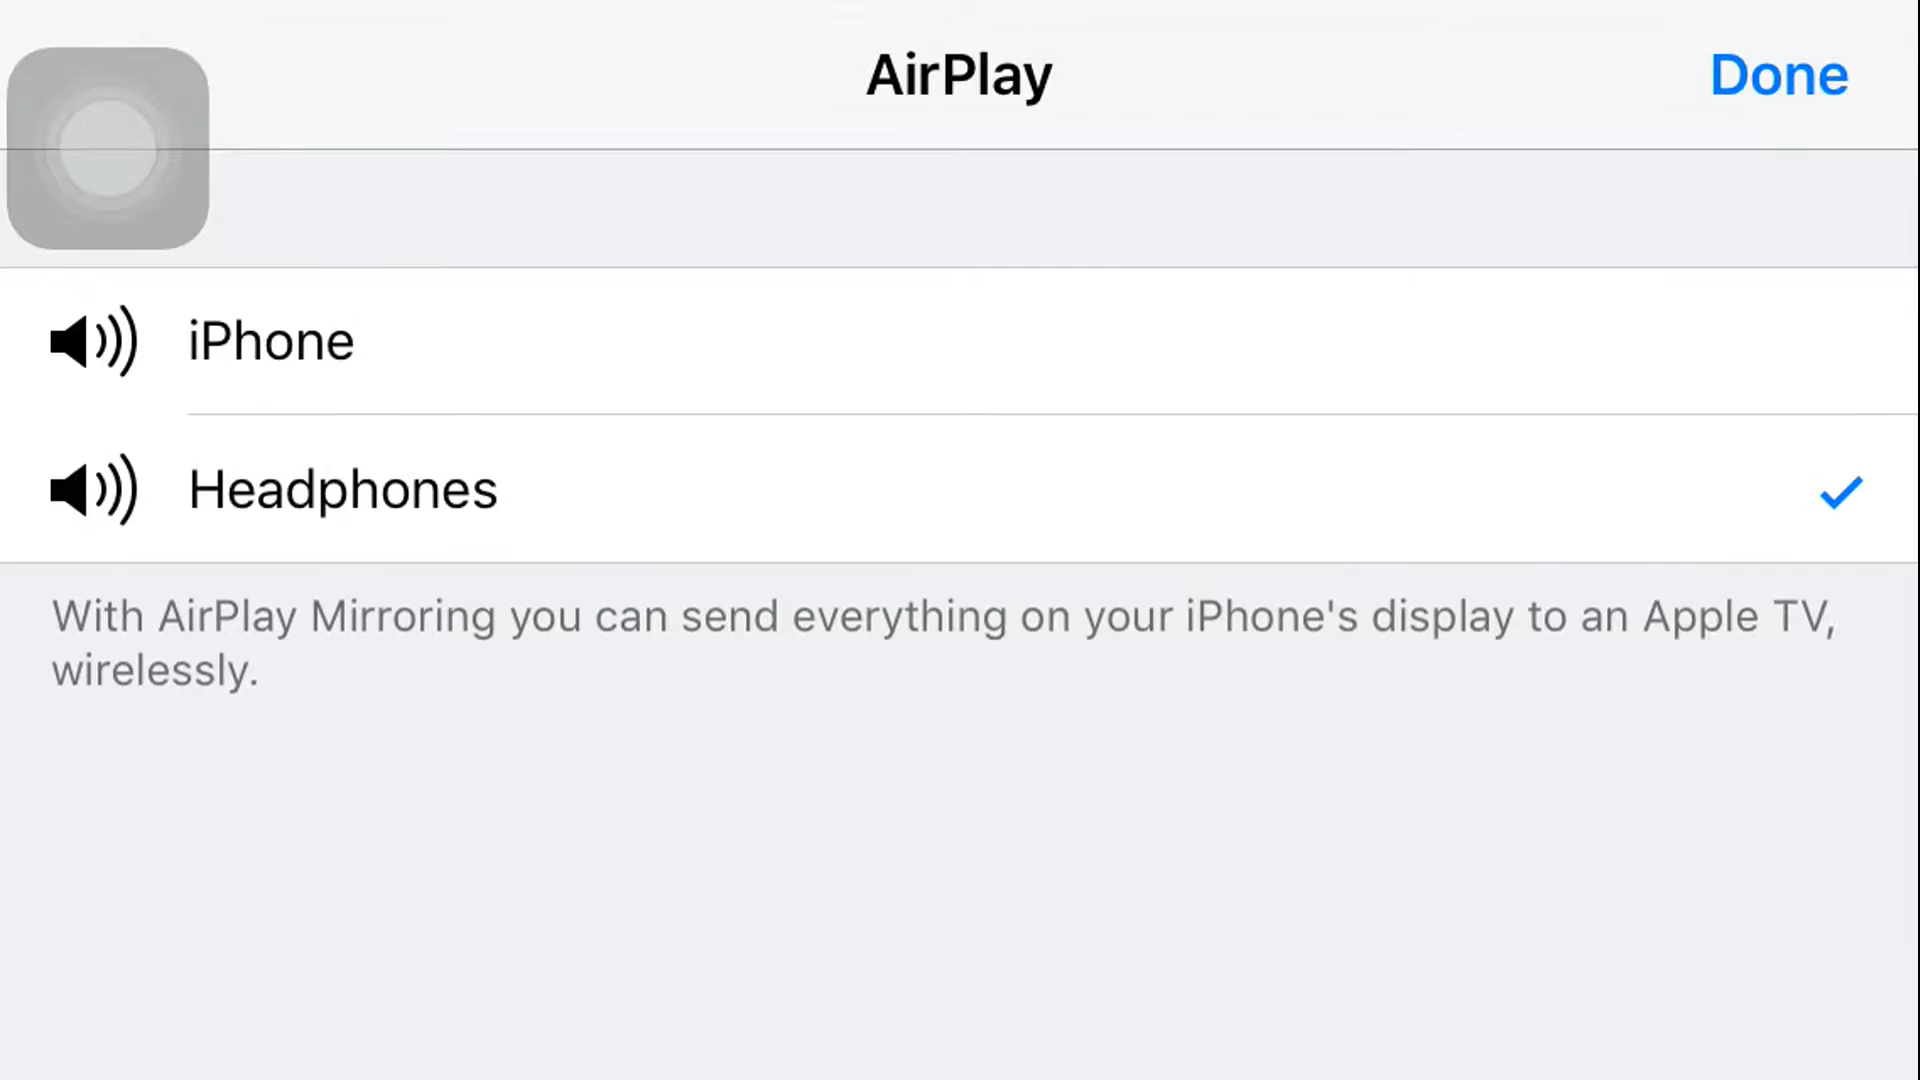 AirPlay
Done
iPhone
Headphones
With AirPlay Mirroring you can send everything on your iPhone's display to an Apple TV,
wirelessly.